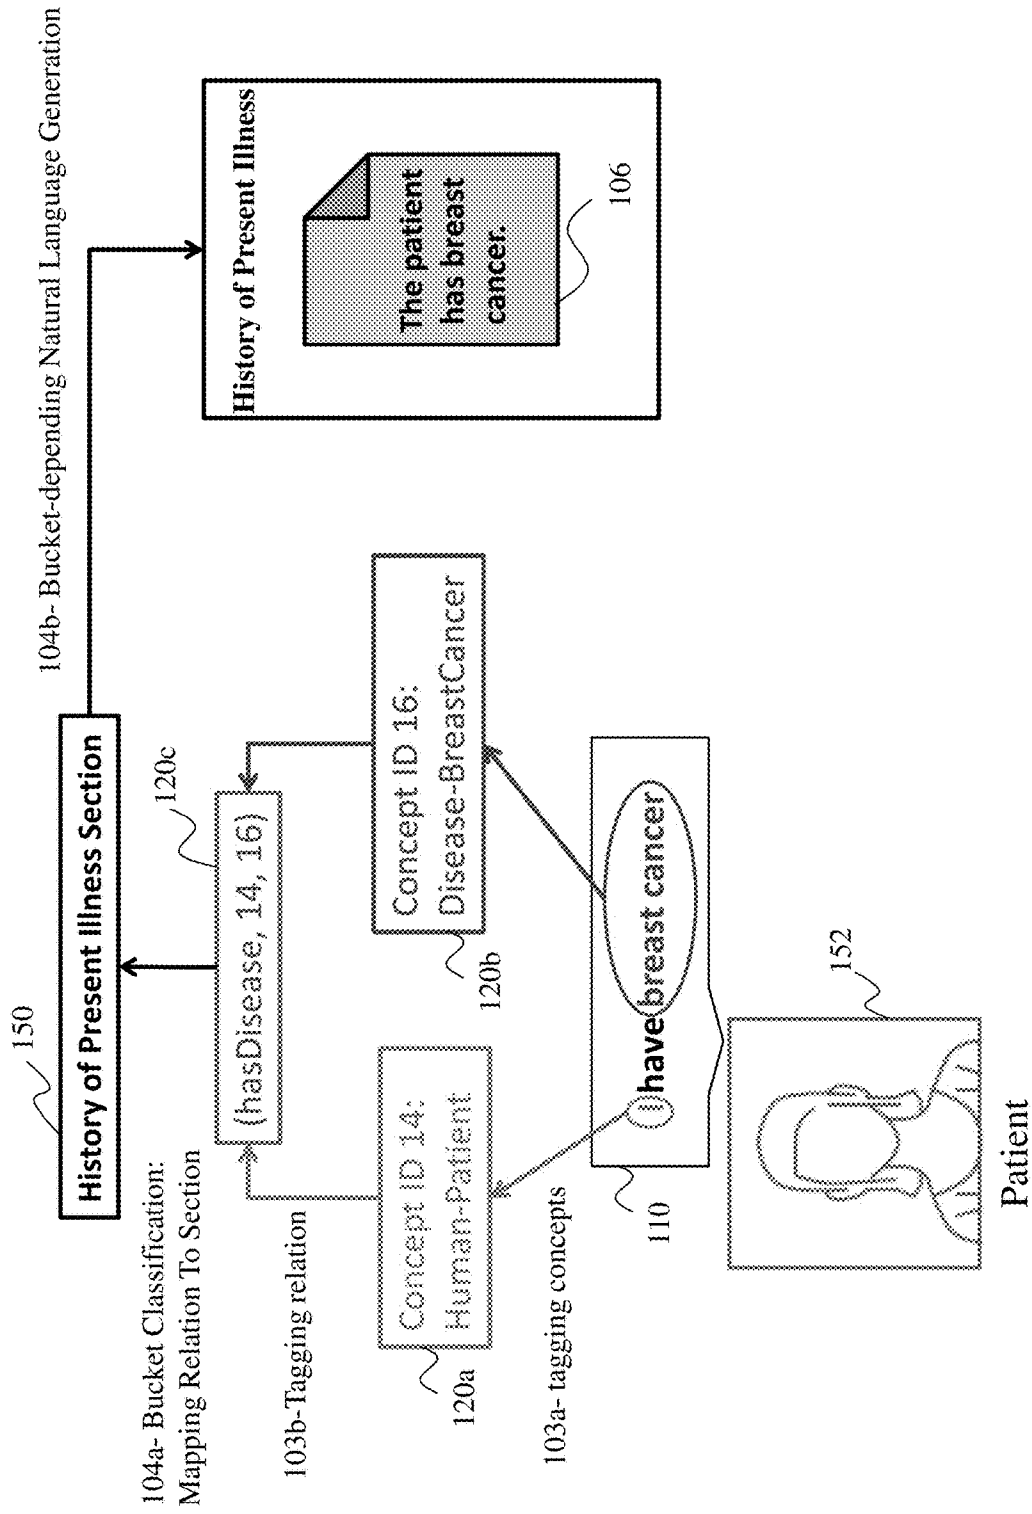 104b- Bucket-depending Natural Language Generation
150
History of Present Illness Section
104a- Bucket Classification:
Mapping Relation To Section
120c
(hasDisease, 14, 16)
103b-Tagging relation
Concept ID 14:
Human-Patient
120a
Concept ID 16:
Disease-BreastCancer
120b
103a- tagging concepts
I have breast cancer
110
152
Patient
History of Present Illness
The patient
has breast
cancer.
106